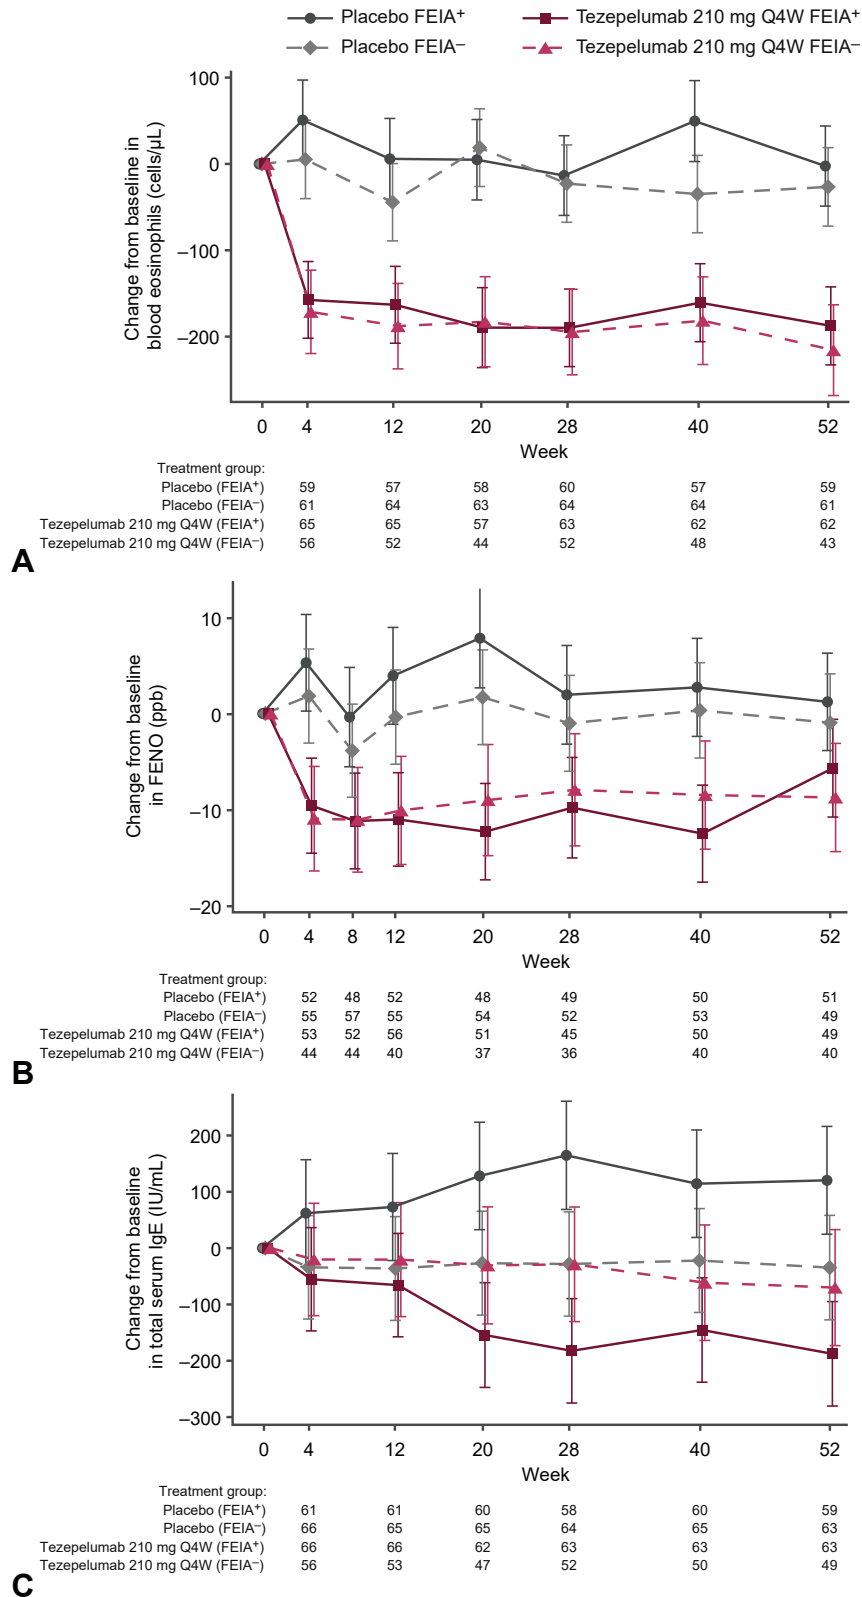 Placebo FEIA+ Tezepelumab 210 mg Q4W FEIA+
Placebo FEIA– Tezepelumab 210 mg Q4W FEIA–
Change from baseline in
blood eosinophils (cells/μL)
100
0
–100
–200
0 4 12 20 28 40 52
Week
Treatment group:
Placebo (FEIA+) 59 57 58 60 57 59
Placebo (FEIA–) 61 64 63 64 64 61
Tezepelumab 210 mg Q4W (FEIA+) 65 65 57 63 62 62
Tezepelumab 210 mg Q4W (FEIA–) 56 52 44 52 48 43
A
Change from baseline
in FENO (ppb)
10
0
–10
–20
0 4 8 12 20 28 40 52
Week
Treatment group:
Placebo (FEIA+) 52 48 52 48 49 50 51
Placebo (FEIA–) 55 57 55 54 52 53 49
Tezepelumab 210 mg Q4W (FEIA+) 53 52 56 51 45 50 49
Tezepelumab 210 mg Q4W (FEIA–) 44 44 40 37 36 40 40
B
Change from baseline
in total serum IgE (IU/mL)
200
100
0
–100
–200
–300
0 4 12 20 28 40 52
Week
Treatment group:
Placebo (FEIA+) 61 61 60 58 60 59
Placebo (FEIA–) 66 65 65 64 65 63
Tezepelumab 210 mg Q4W (FEIA+) 66 66 62 63 63 63
Tezepelumab 210 mg Q4W (FEIA–) 56 53 47 52 50 49
C